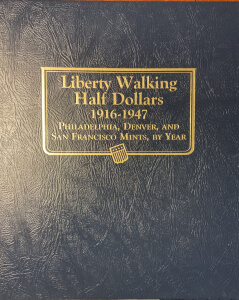 Liberty Walking
Half Dollars
1916-1947
Philadelphia, Denver, and
San Francisco Mints, by Year